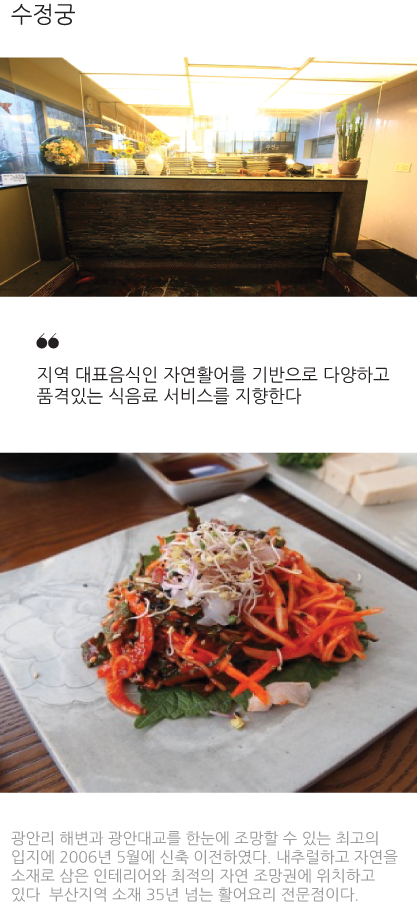 수정궁
지역 대표음식인 자연활어를 기반으로 다양하고
품격있는 식음료 서비스를 지향한다
광안리 해변과 광안대교를 한눈에 조망할 수 있는 최고의
입지에 2006년 5월에 신축 이전하였다. 내추럴하고 자연을
소재로 삼은 인테리어와 최적의 자연 조망권에 위치하고
있다 부산지역 소재 35년 넘는 활어요리 전문점이다.